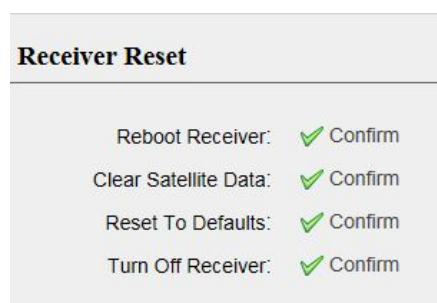 Receiver Reset
Reboot Receiver: Confirm
Clear Satellite Data: Confirm
Reset To Defaults: Confirm
Turn Off Receiver: Confirm